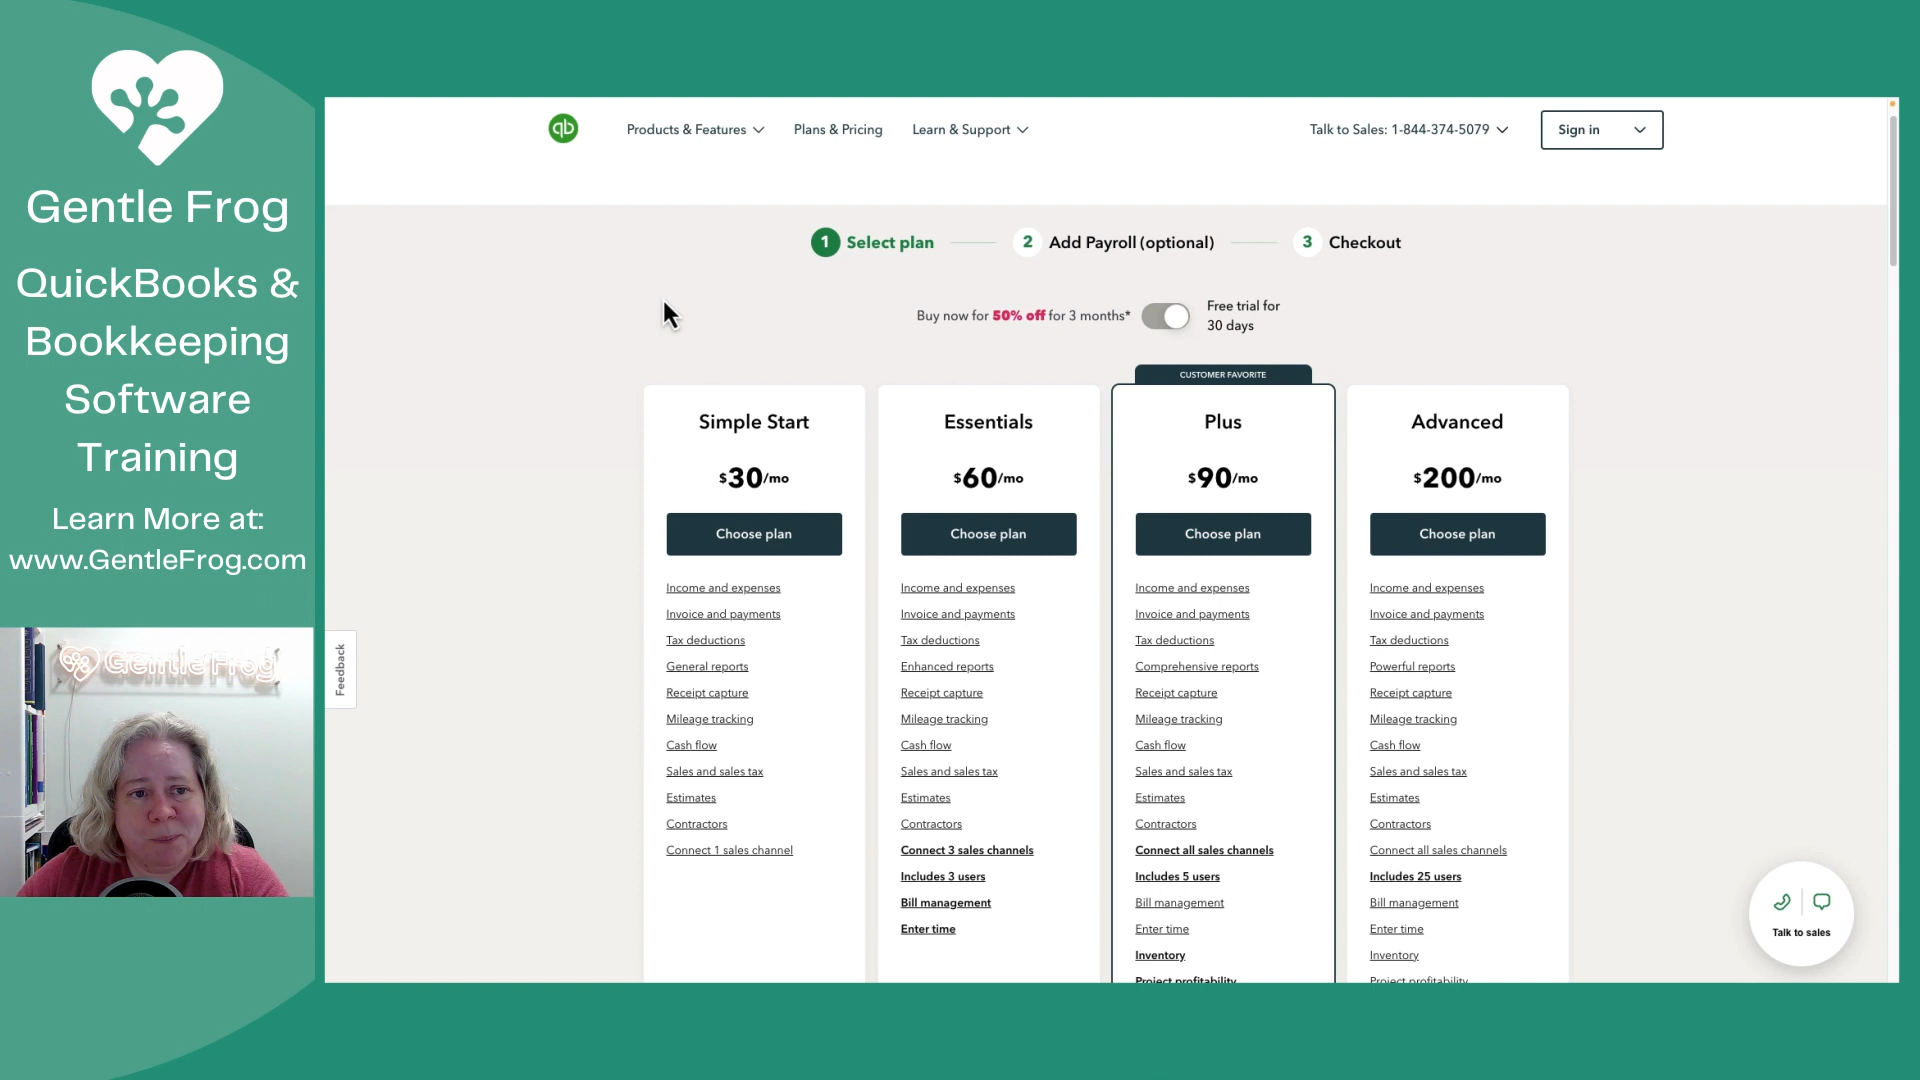 Gentle Frog
QuickBooks &
Bookkeeping
Software
Training
Learn More at:
www.GentleFrog.com
Gentle Frog
qb
Products & Features
Plans & Pricing
Learn & Support
Talk to Sales: 1-844-374-5079
Sign in
1 Select plan
2 Add Payroll (optional)
3 Checkout
Buy now for 50% off for 3 months*
Free trial for
30 days
Feedback
Simple Start
$30/mo
Choose plan
Income and expenses
Invoice and payments
Tax deductions
General reports
Receipt capture
Mileage tracking
Cash flow
Sales and sales tax
Estimates
Contractors
Connect 1 sales channel
Essentials
$60/mo
Choose plan
Income and expenses
Invoice and payments
Tax deductions
Enhanced reports
Receipt capture
Mileage tracking
Cash flow
Sales and sales tax
Estimates
Contractors
Connect 3 sales channels
Includes 3 users
Bill management
Enter time
CUSTOMER FAVORITE
Plus
$90/mo
Choose plan
Income and expenses
Invoice and payments
Tax deductions
Comprehensive reports
Receipt capture
Mileage tracking
Cash flow
Sales and sales tax
Estimates
Contractors
Connect all sales channels
Includes 5 users
Bill management
Enter time
Inventory
Project profitability
Advanced
$200/mo
Choose plan
Income and expenses
Invoice and payments
Tax deductions
Powerful reports
Receipt capture
Mileage tracking
Cash flow
Sales and sales tax
Estimates
Contractors
Connect all sales channels
Includes 25 users
Bill management
Enter time
Inventory
Project profitability
Talk to sales